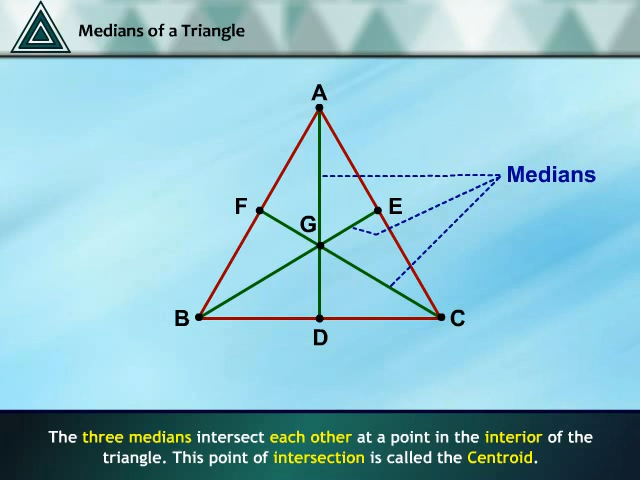 Medians of a Triangle
A
Medians
F
E
G
B
C
D
The three medians intersect each other at a point in the interior of the
triangle. This point of intersection is called the Centroid.